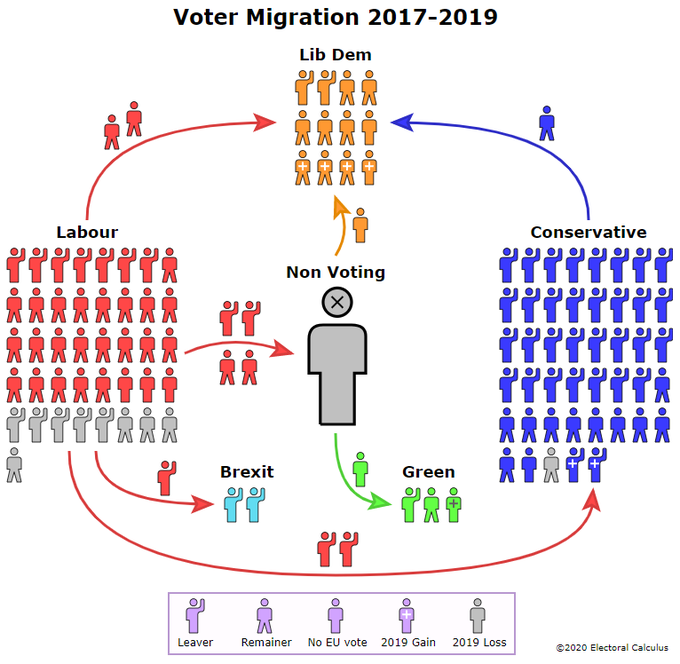 Voter Migration 2017-2019
Lib Dem
Labour
Conservative
Non Voting
Brexit
Green
Leaver
Remainer
No EU vote
2019 Gain
2019 Loss
©2020 Electoral Calculus